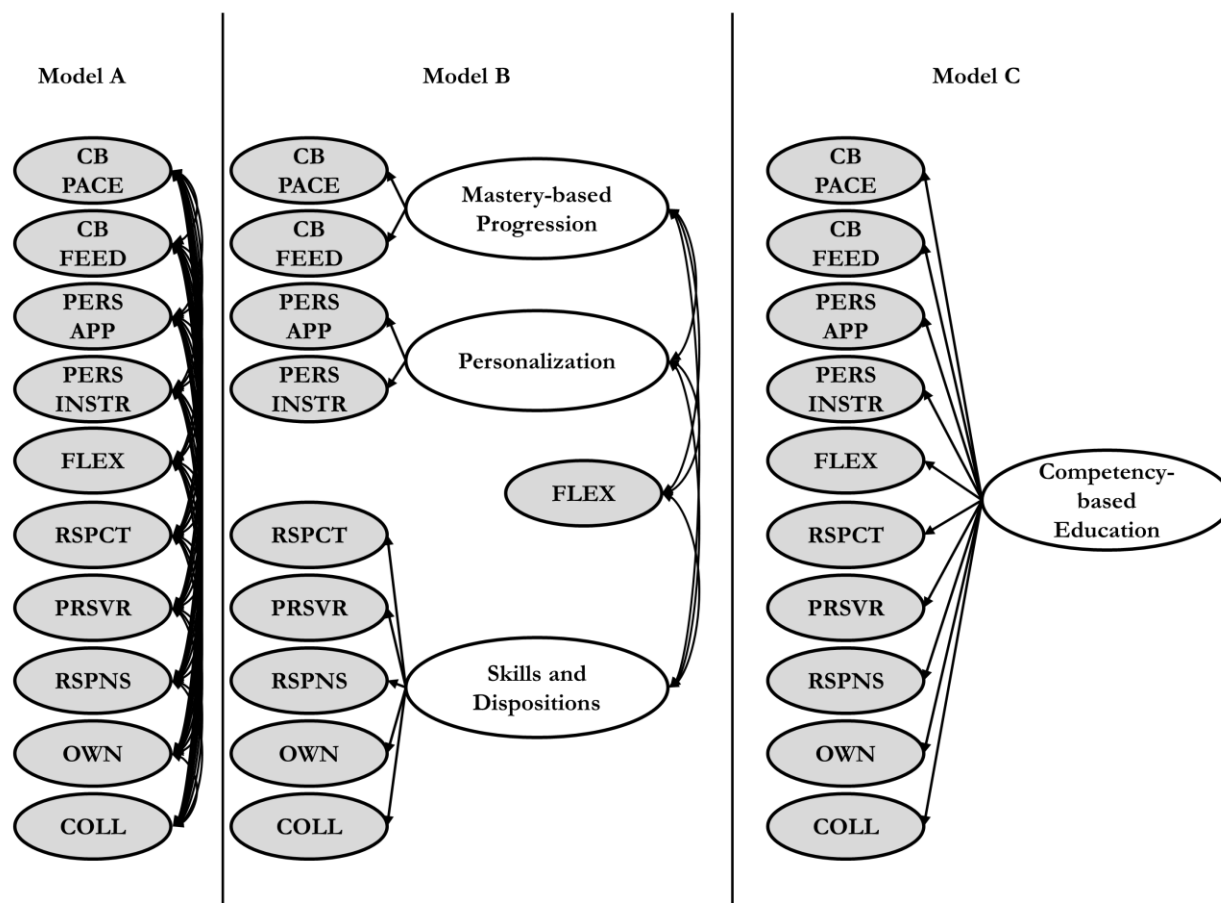 Model A
CB
PACE
CB
FEED
PERS
APP
PERS
INSTR
FLEX
RSPCT
PRSVR
RSPNS
OWN
COLL
Model B
CB
PACE
CB
FEED
PERS
APP
PERS
INSTR
RSPCT
PRSVR
RSPNS
OWN
COLL
Mastery-based
Progression
Personalization
FLEX
Skills and
Dispositions
Model C
CB
PACE
CB
FEED
PERS
APP
PERS
INSTR
FLEX
RSPCT
PRSVR
RSPNS
OWN
COLL
Competency-
based
Education